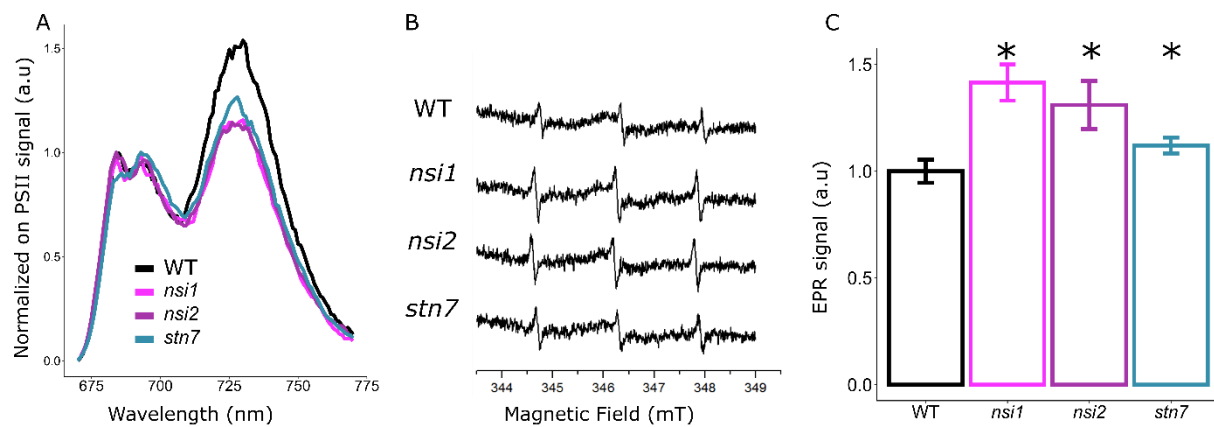 A
Normalized on PSII signal (a.u)
1.5
1.0
0.5
0.0
WT
nsi1
nsi2
stn7
675
700
725
750
775
Wavelength (nm)
B
WT
nsi1
nsi2
stn7
344
345
346
347
348
349
Magnetic Field (mT)
C
EPR signal (a.u)
1.5
1.0
0.5
0.0
* * *
WT
nsi1
nsi2
stn7